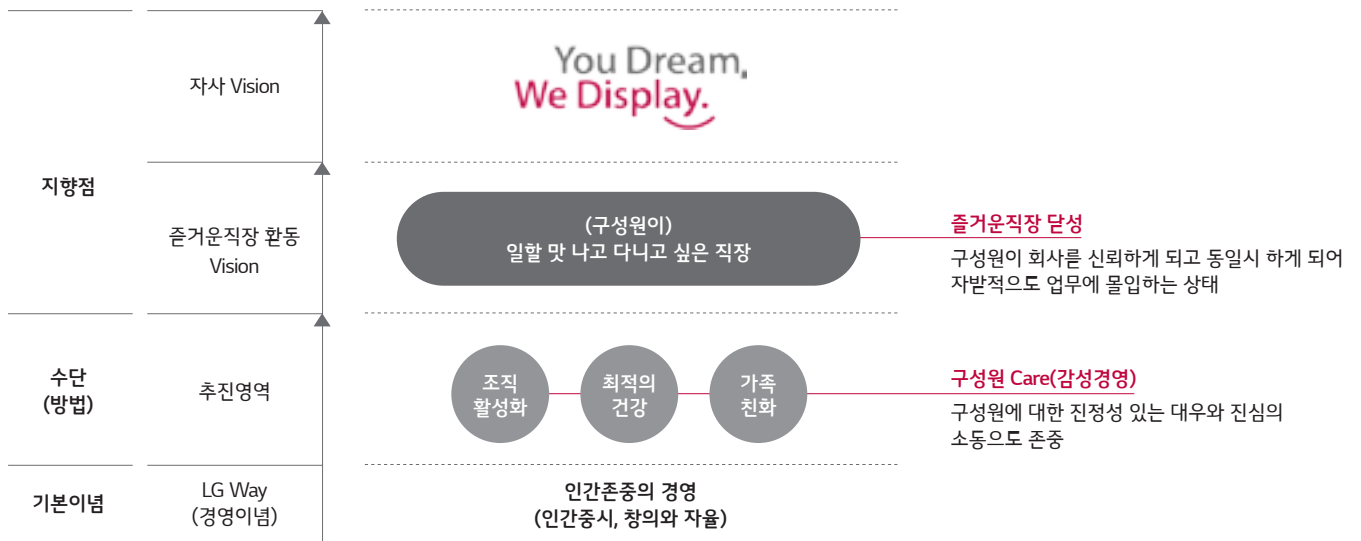 자사 Vision
You Dream,
We Display.
지향점
즐거운직장 환동
Vision
(구성원이)
일할 맛 나고 다니고 싶은 직장
즐거운직장 닫성
구성원이 회사륻 신뢰하게 되고 동일시 하게 되어
자발적으도 업무에 몰입하는 상태
수단
(방법)
추진영역
조직
활성화
최적의
건강
가족
친화
구성원 Care(감성경영)
구성원에 대한 진정성 있는 대우와 진심의
소동으도 존중
기본이념
LG Way
(경영이념)
인간존중의 경영
(인간중시, 창의와 자율)